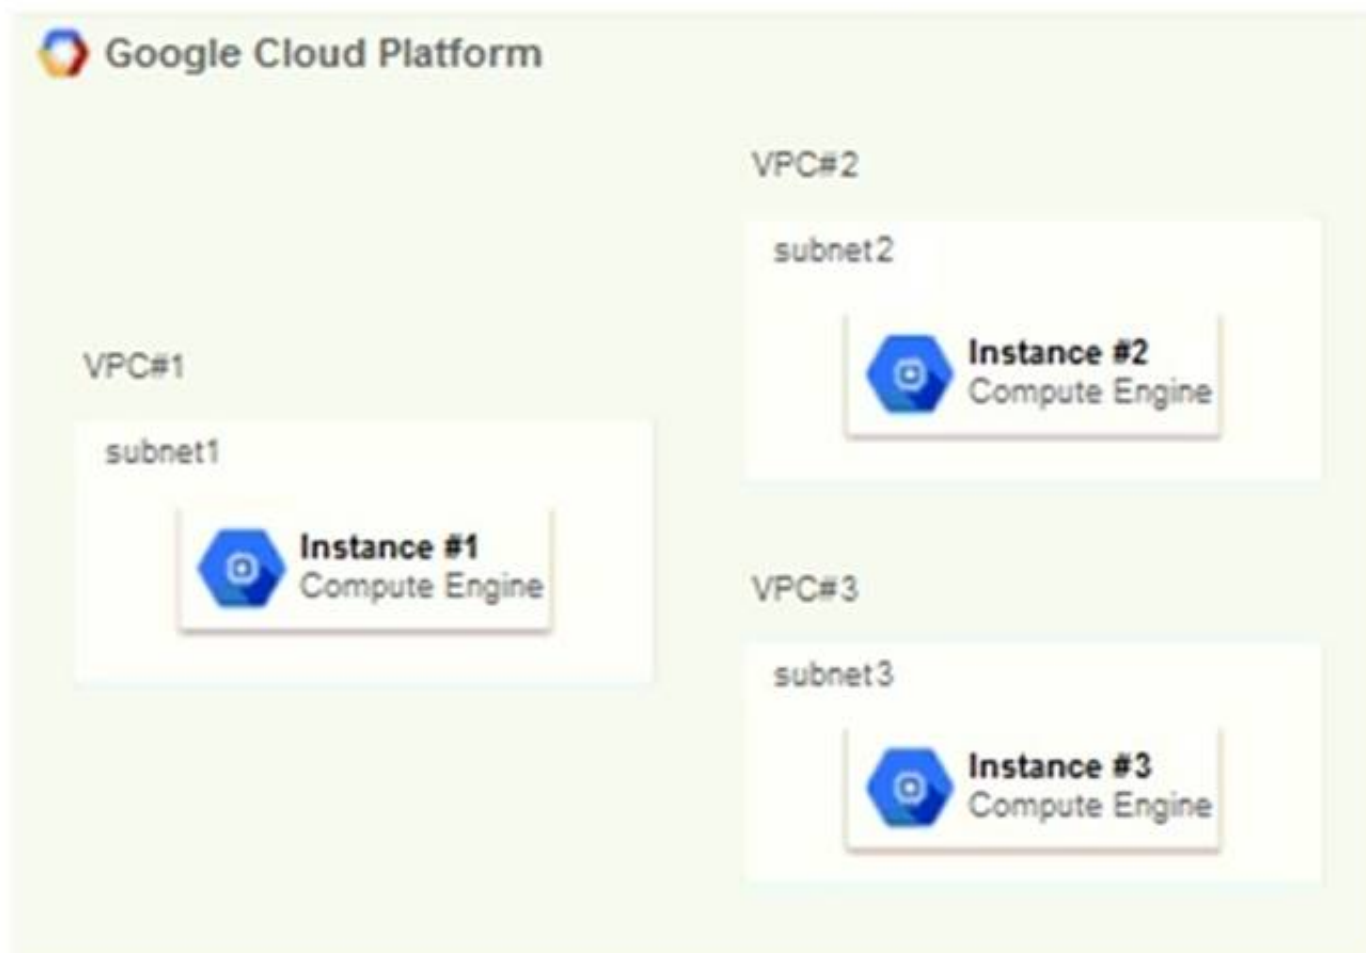 Google Cloud Platform
VPC#2
subnet2
Instance #2
Compute Engine
VPC#1
subnet1
Instance #1
Compute Engine
VPC#3
subnet3
Instance #3
Compute Engine